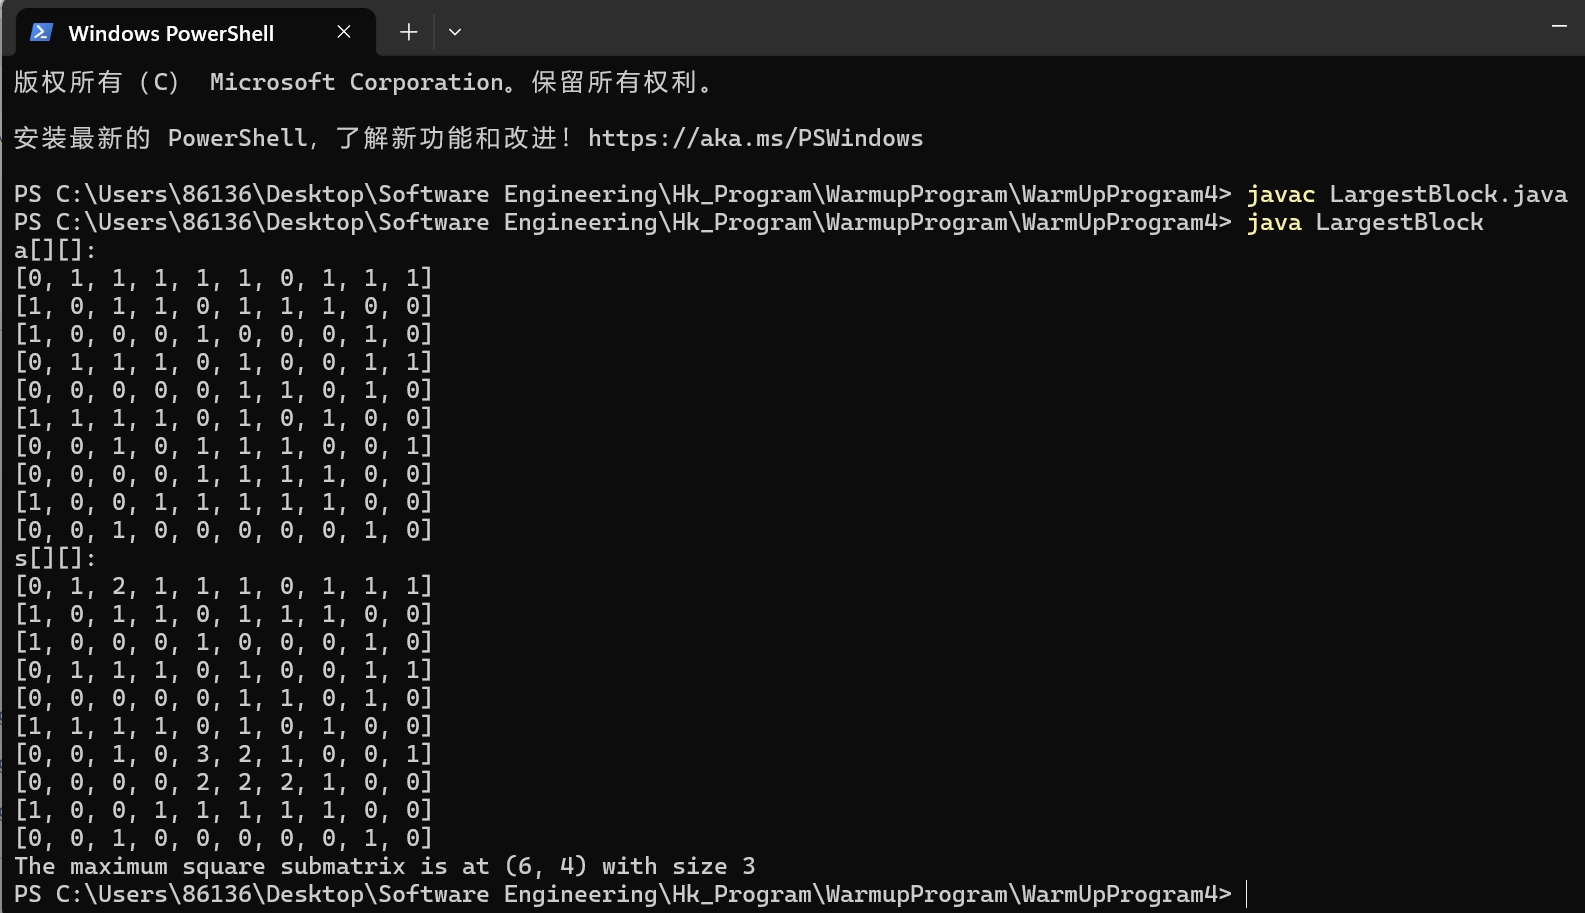 Windows PowerShell
版权所有（C） Microsoft Corporation。保留所有权利。
安装最新的 PowerShell，了解新功能和改进！https://aka.ms/PSWindows
PS C:\Users\86136\Desktop\Software Engineering\Hk_Program\WarmupProgram\WarmUpProgram4> javac LargestBlock.java
PS C:\Users\86136\Desktop\Software Engineering\Hk_Program\WarmupProgram\WarmUpProgram4> java LargestBlock
a[][]:
[0, 1, 1, 1, 1, 1, 0, 1, 1, 1]
[1, 0, 1, 1, 0, 1, 1, 1, 0, 0]
[1, 0, 0, 0, 1, 0, 0, 0, 1, 0]
[0, 1, 1, 1, 0, 1, 0, 0, 1, 1]
[0, 0, 0, 0, 0, 1, 1, 0, 1, 0]
[1, 1, 1, 1, 0, 1, 0, 1, 0, 0]
[0, 0, 1, 0, 1, 1, 1, 0, 0, 1]
[0, 0, 0, 0, 1, 1, 1, 1, 0, 0]
[1, 0, 0, 1, 1, 1, 1, 1, 0, 0]
[0, 0, 1, 0, 0, 0, 0, 0, 1, 0]
s[][]:
[0, 1, 2, 1, 1, 1, 0, 1, 1, 1]
[1, 0, 1, 1, 0, 1, 1, 1, 0, 0]
[1, 0, 0, 0, 1, 0, 0, 0, 1, 0]
[0, 1, 1, 1, 0, 1, 0, 0, 1, 1]
[0, 0, 0, 0, 0, 1, 1, 0, 1, 0]
[1, 1, 1, 1, 0, 1, 0, 1, 0, 0]
[0, 0, 1, 0, 3, 2, 1, 0, 0, 1]
[0, 0, 0, 0, 2, 2, 2, 1, 0, 0]
[1, 0, 0, 1, 1, 1, 1, 1, 0, 0]
[0, 0, 1, 0, 0, 0, 0, 0, 1, 0]
The maximum square submatrix is at (6, 4) with size 3
PS C:\Users\86136\Desktop\Software Engineering\Hk_Program\WarmupProgram\WarmUpProgram4>